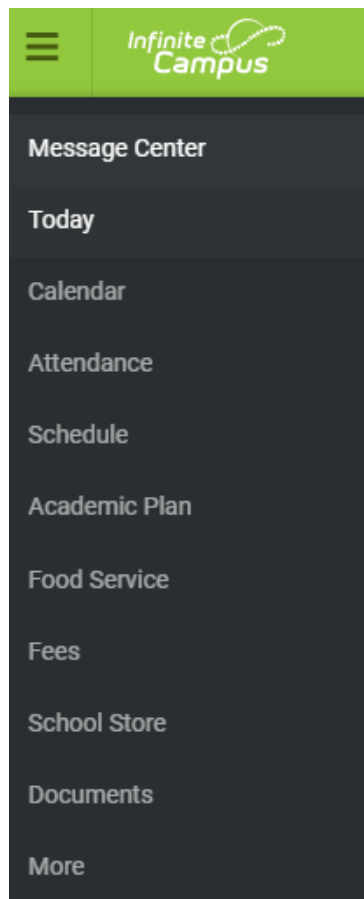 Infinite
Campus
Message Center
Today
Calendar
Attendance
Schedule
Academic Plan
Food Service
Fees
School Store
Documents
More